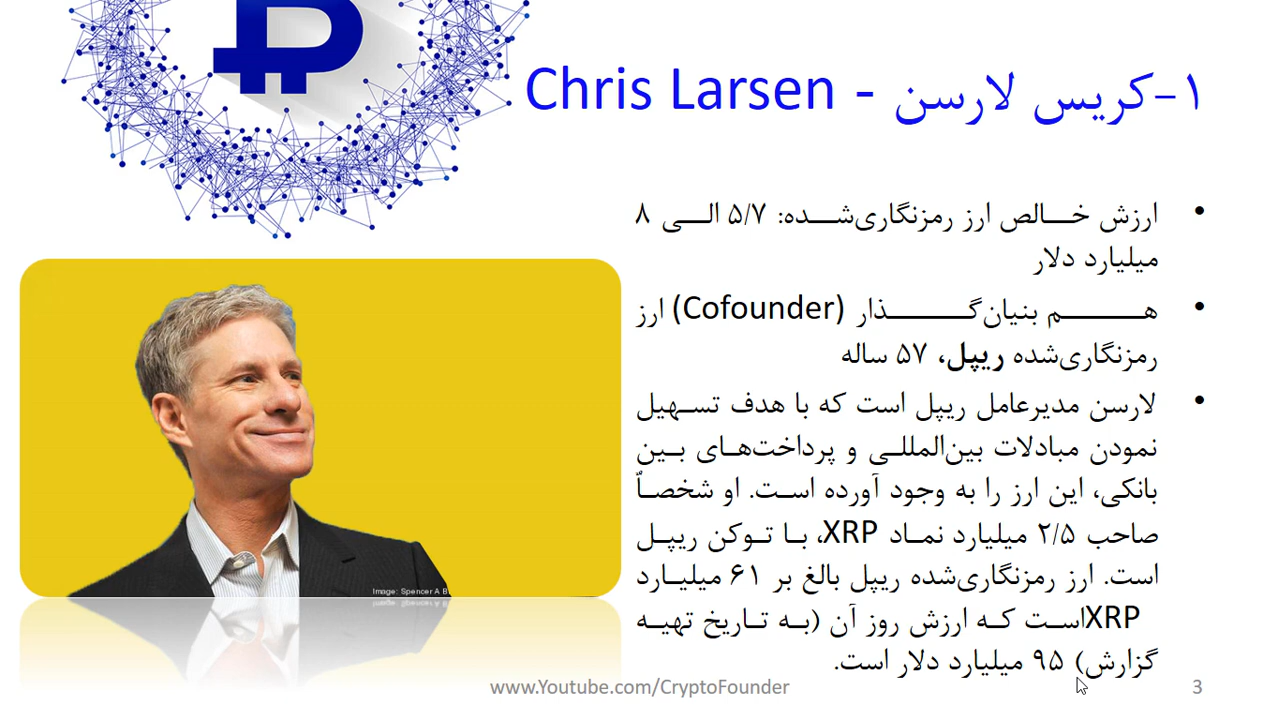 ۱-کریس لارسن - Chris Larsen
ارزش خالص ارز رمزنگاری‌شده: ۵/۷ الی ۸
میلیارد دلار
هم بنیان‌گذار (Cofounder) ارز
رمزنگاری‌شده ریپل، ۵۷ ساله
لارسن مدیرعامل ریپل است که با هدف تسهیل
نمودن مبادلات بین‌المللی و پرداخت‌های بین
بانکی، این ارز را به وجود آورده است. او شخصاً
صاحب ۲/۵ میلیارد نماد XRP، با توکن ریپل
است. ارز رمزنگاری‌شده ریپل بالغ بر ۶۱ میلیارد
XRPاست که ارزش روز آن (به تاریخ تهیه
گزارش) ۹۵ میلیارد دلار است.
Image: Spencer A B
www.Youtube.com/CryptoFounder
3